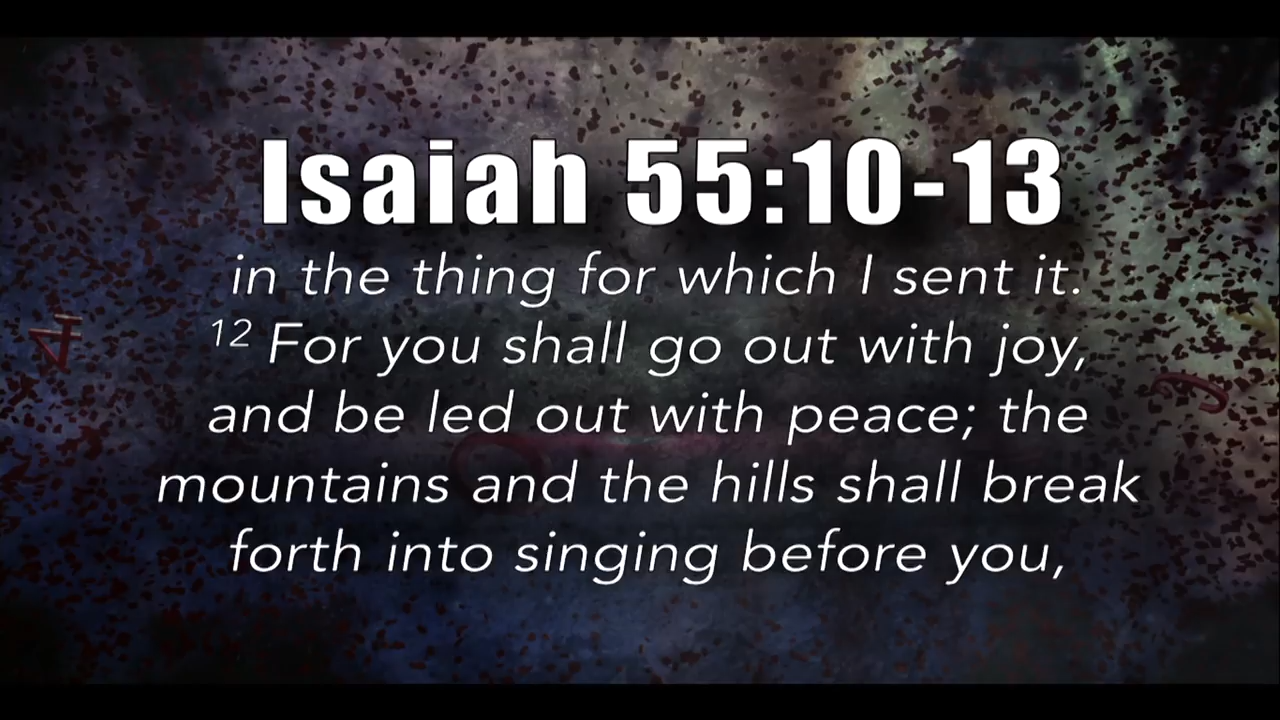 Isaiah 55:10-13
in the thing for which I sent it.
12 For you shall go out with joy,
and be led out with peace; the
mountains and the hills shall break
forth into singing before you,